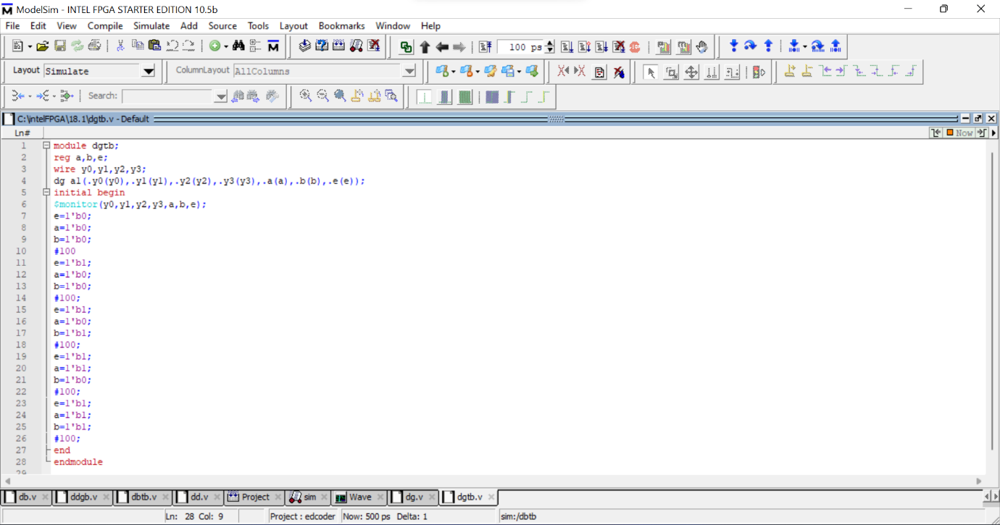 ModelSim - INTEL FPGA STARTER EDITION 10.5b
File Edit View Compile Simulate Add Source Tools Layout Bookmarks Window Help
100 ps
Layout Simulate ColumnLayout AllColumns
Search:
C:\intelFPGA\18.1\dgtb.v - Default
Ln# Now
1 module dgtb;
2 reg a,b,e;
3 wire y0,y1,y2,y3;
4 dg a1(.y0(y0),.y1(y1),.y2(y2),.y3(y3),.a(a),.b(b),.e(e));
5 initial begin
6 $monitor(y0,y1,y2,y3,a,b,e);
7 e=1'b0;
8 a=1'b0;
9 b=1'b0;
10 #100
11 e=1'b1;
12 a=1'b0;
13 b=1'b0;
14 #100;
15 e=1'b1;
16 a=1'b0;
17 b=1'b1;
18 #100;
19 e=1'b1;
20 a=1'b1;
21 b=1'b0;
22 #100;
23 e=1'b1;
24 a=1'b1;
25 b=1'b1;
26 #100;
27 end
28 endmodule
29
db.v ddgb.v dbtb.v dd.v Project sim Wave dg.v dgtb.v
Ln: 28 Col: 9 Project : edcoder Now: 500 ps Delta: 1 sim:/dbtb